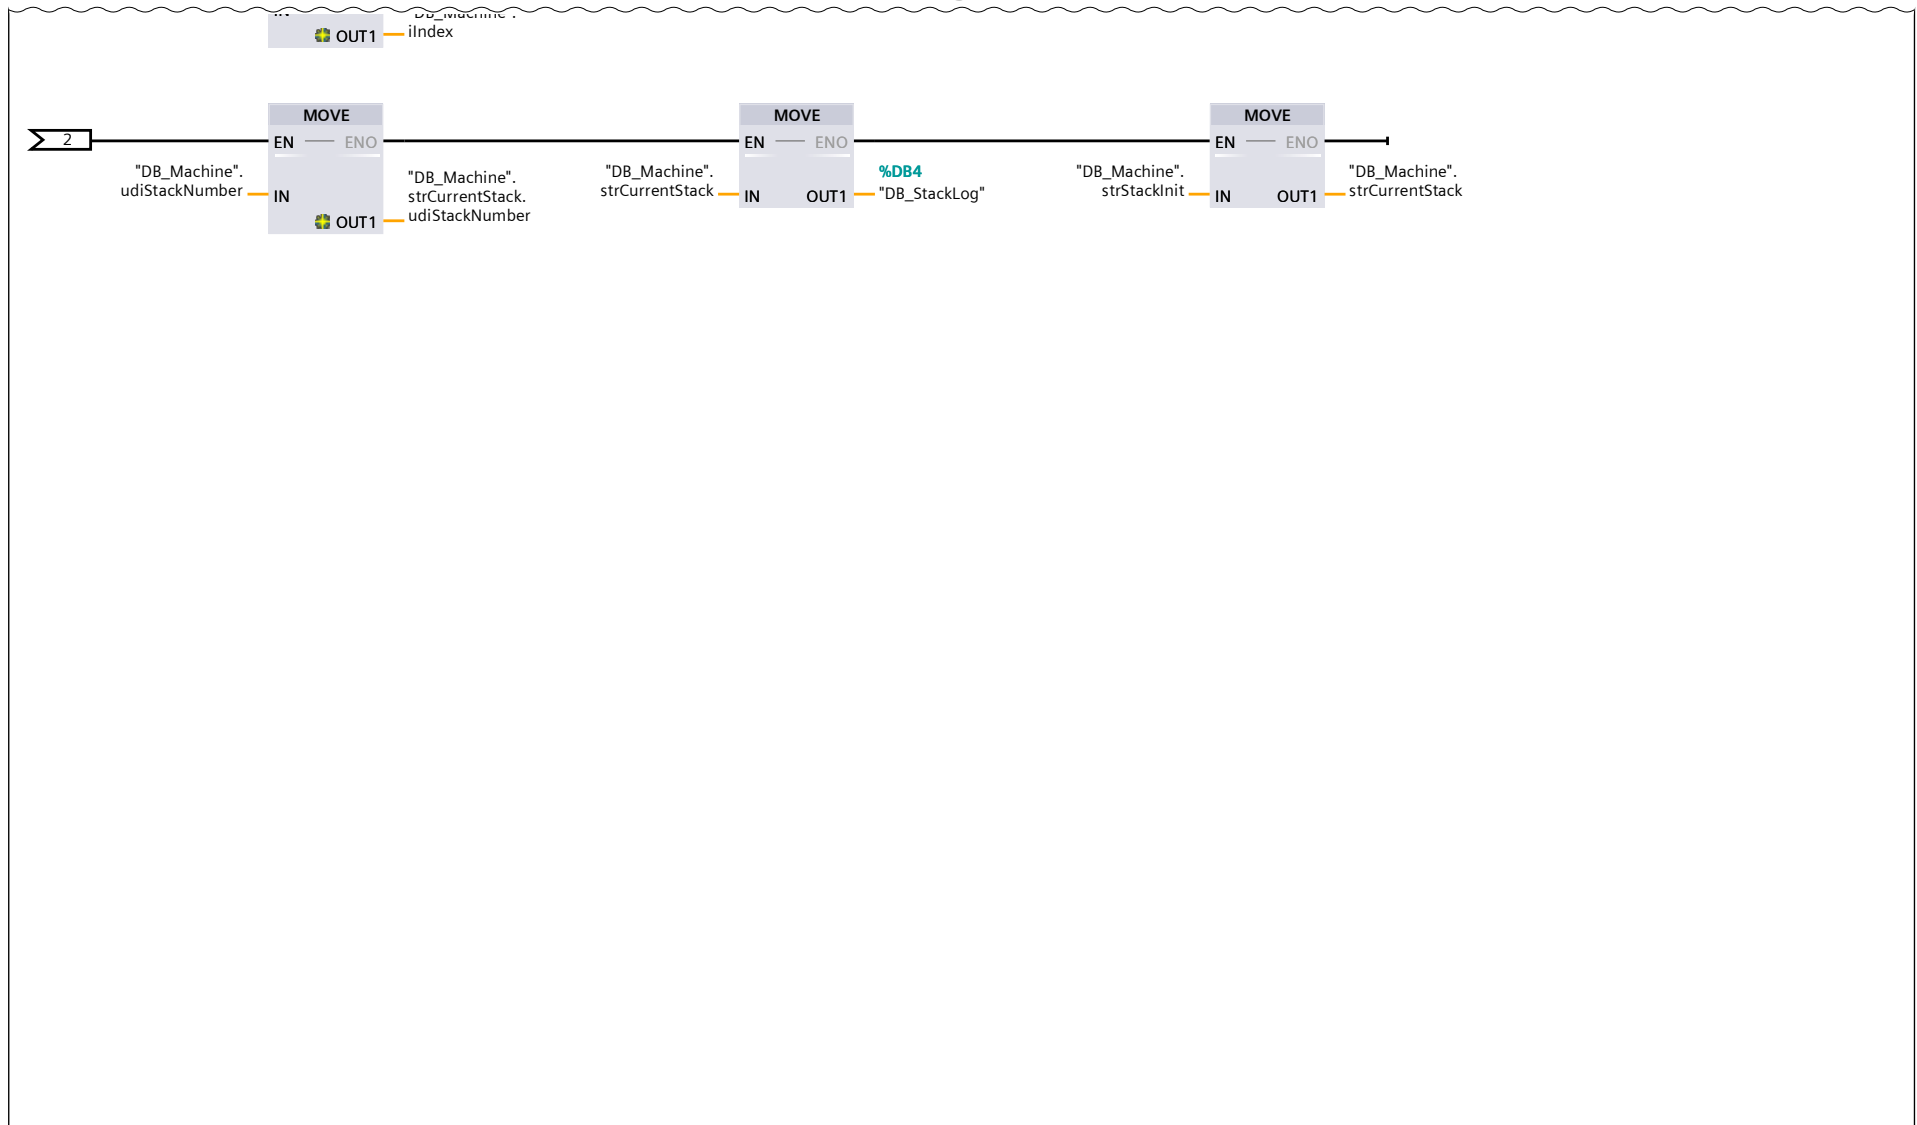 "DB_Machine".
OUT1
iIndex
MOVE
MOVE
MOVE
2
EN
ENO
EN
ENO
EN
ENO
"DB_Machine".
udiStackNumber
IN
"DB_Machine".
strCurrentStack.
udiStackNumber
OUT1
"DB_Machine".
strCurrentStack
IN
OUT1
%DB4
"DB_StackLog"
"DB_Machine".
strStackInit
IN
OUT1
"DB_Machine".
strCurrentStack